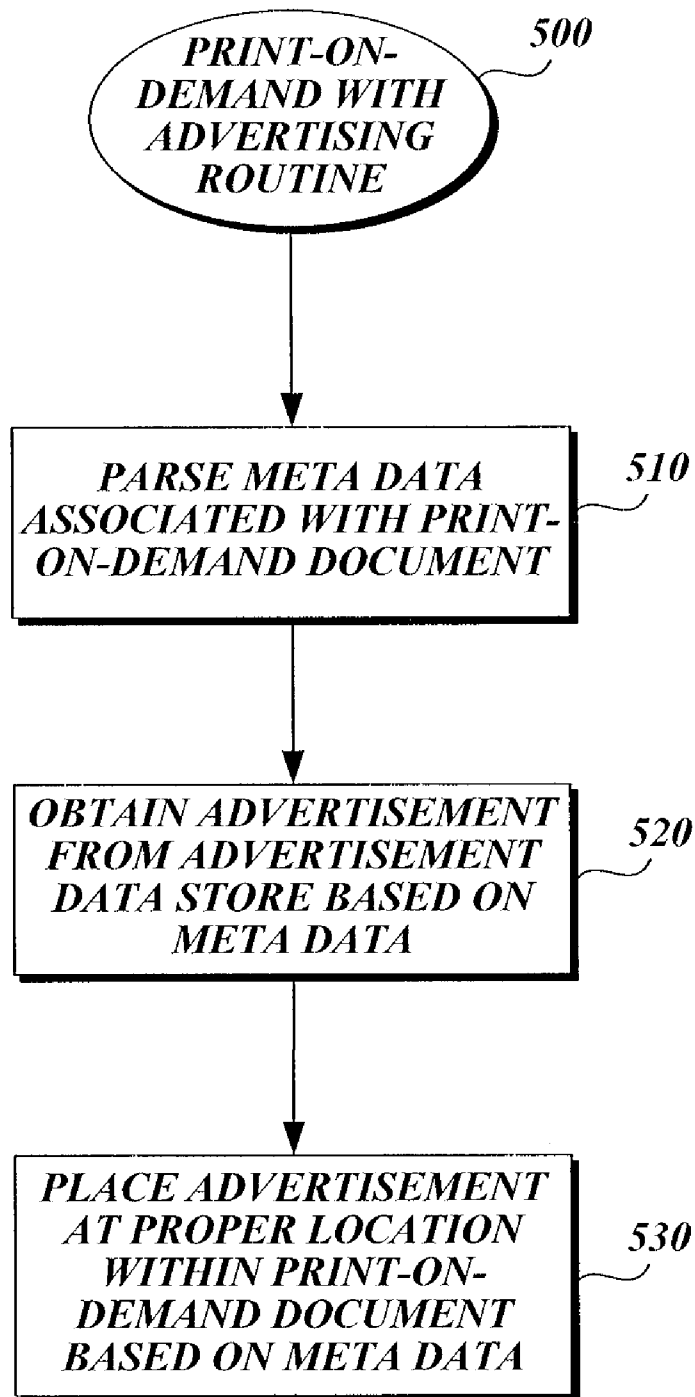 PRINT-ON-
DEMAND WITH
ADVERTISING
ROUTINE
500
PARSE META DATA
ASSOCIATED WITH PRINT-
ON-DEMAND DOCUMENT
510
OBTAIN ADVERTISEMENT
FROM ADVERTISEMENT
DATA STORE BASED ON
META DATA
520
PLACE ADVERTISEMENT
AT PROPER LOCATION
WITHIN PRINT-ON-
DEMAND DOCUMENT
BASED ON META DATA
530